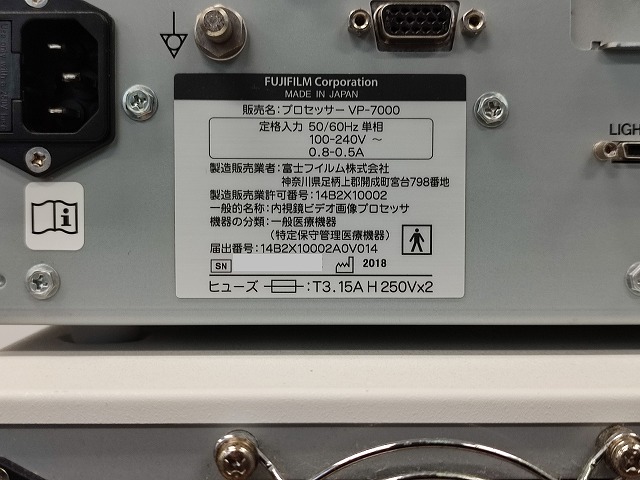 FUJIFILM Corporation
MADE IN JAPAN
販売名：プロセッサー VP-7000
定格入力 50/60Hz 単相
100-240V ～
0.8-0.5A
製造販売業者：富士フイルム株式会社
神奈川県足柄上郡開成町宮台798番地
製造販売業許可番号：14B2X10002
一般的名称：内視鏡ビデオ画像プロセッサ
機器の分類：一般医療機器
（特定保守管理医療機器）
届出番号：14B2X10002A0V014
SN
2018
ヒューズ ：T3.15A H 250Vx2
LIGH